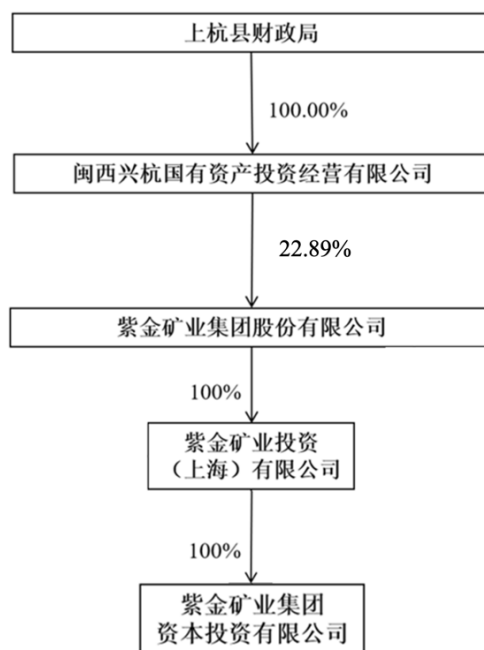 上杭县财政局
100.00%
闽西兴杭国有资产投资经营有限公司
22.89%
紫金矿业集团股份有限公司
100%
紫金矿业投资
（上海）有限公司
100%
紫金矿业集团
资本投资有限公司